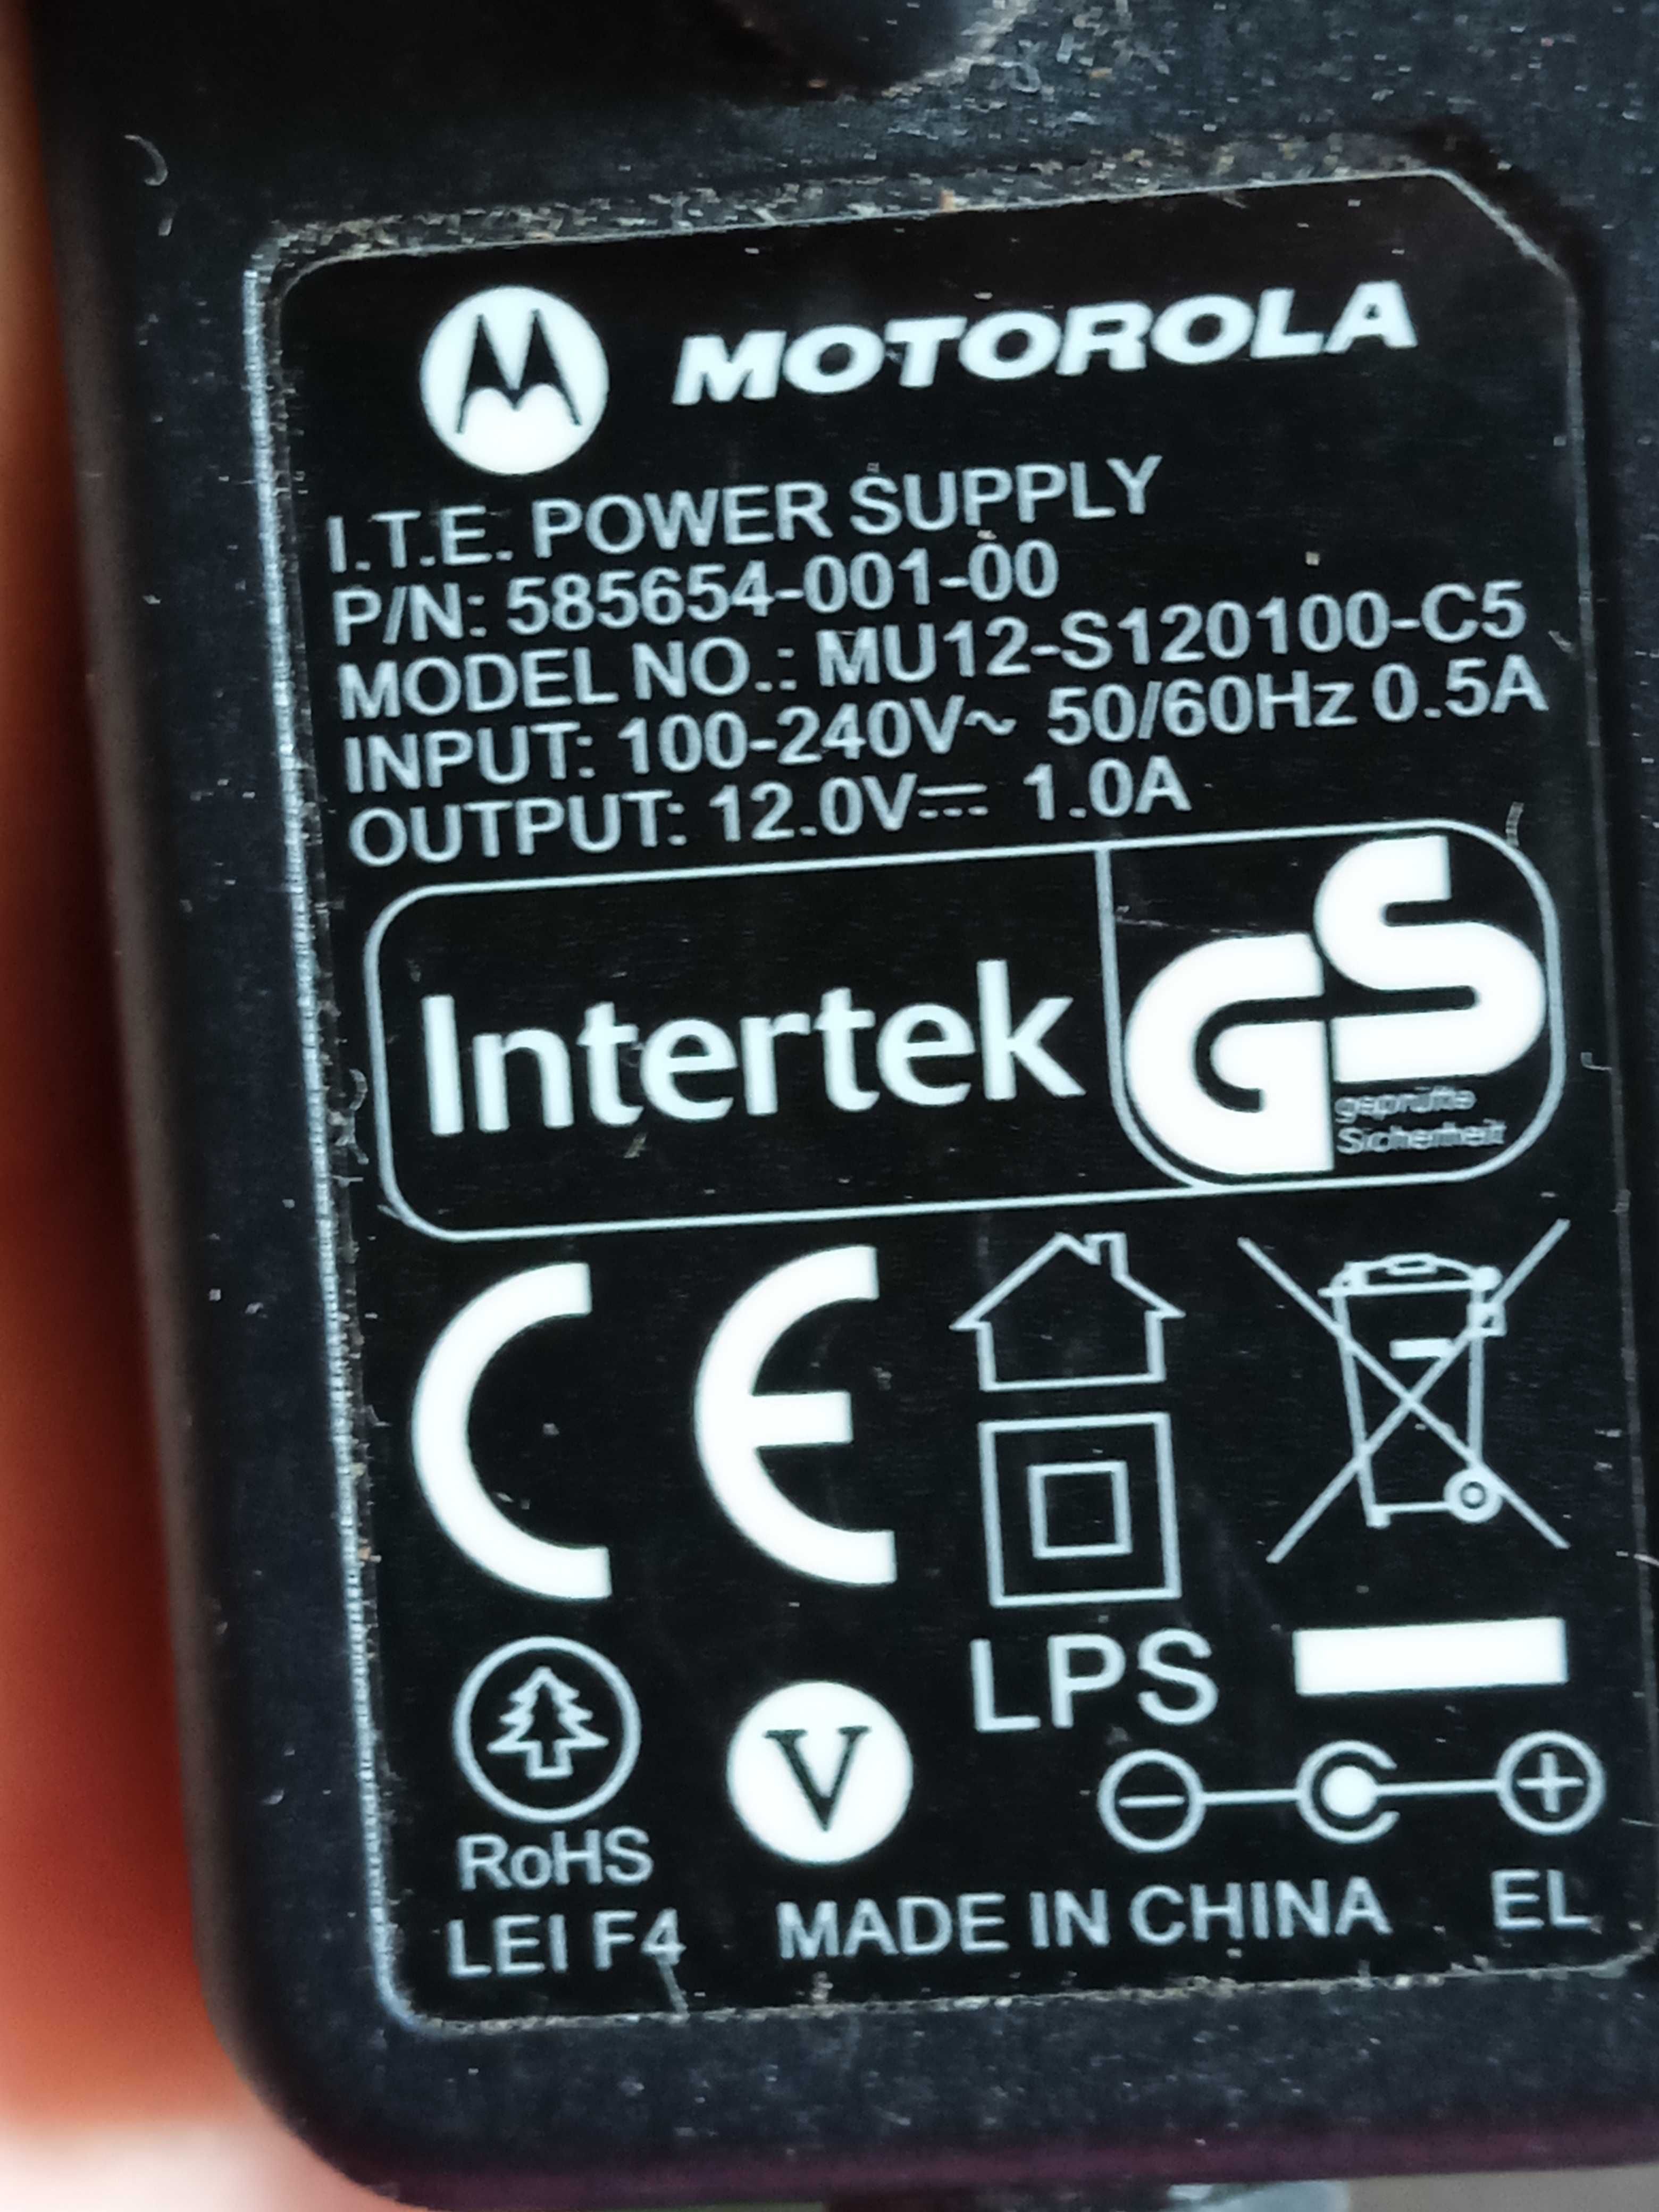 MOTOROLA
I.T.E. POWER SUPPLY
P/N: 585654-001-00
MODEL NO.: MU12-S120100-C5
INPUT: 100-240V~ 50/60Hz 0.5A
OUTPUT: 12.0V⎓ 1.0A
Intertek
GS
geprüfte
Sicherheit
CE
LPS
V
RoHS
LEI F4
MADE IN CHINA
EL